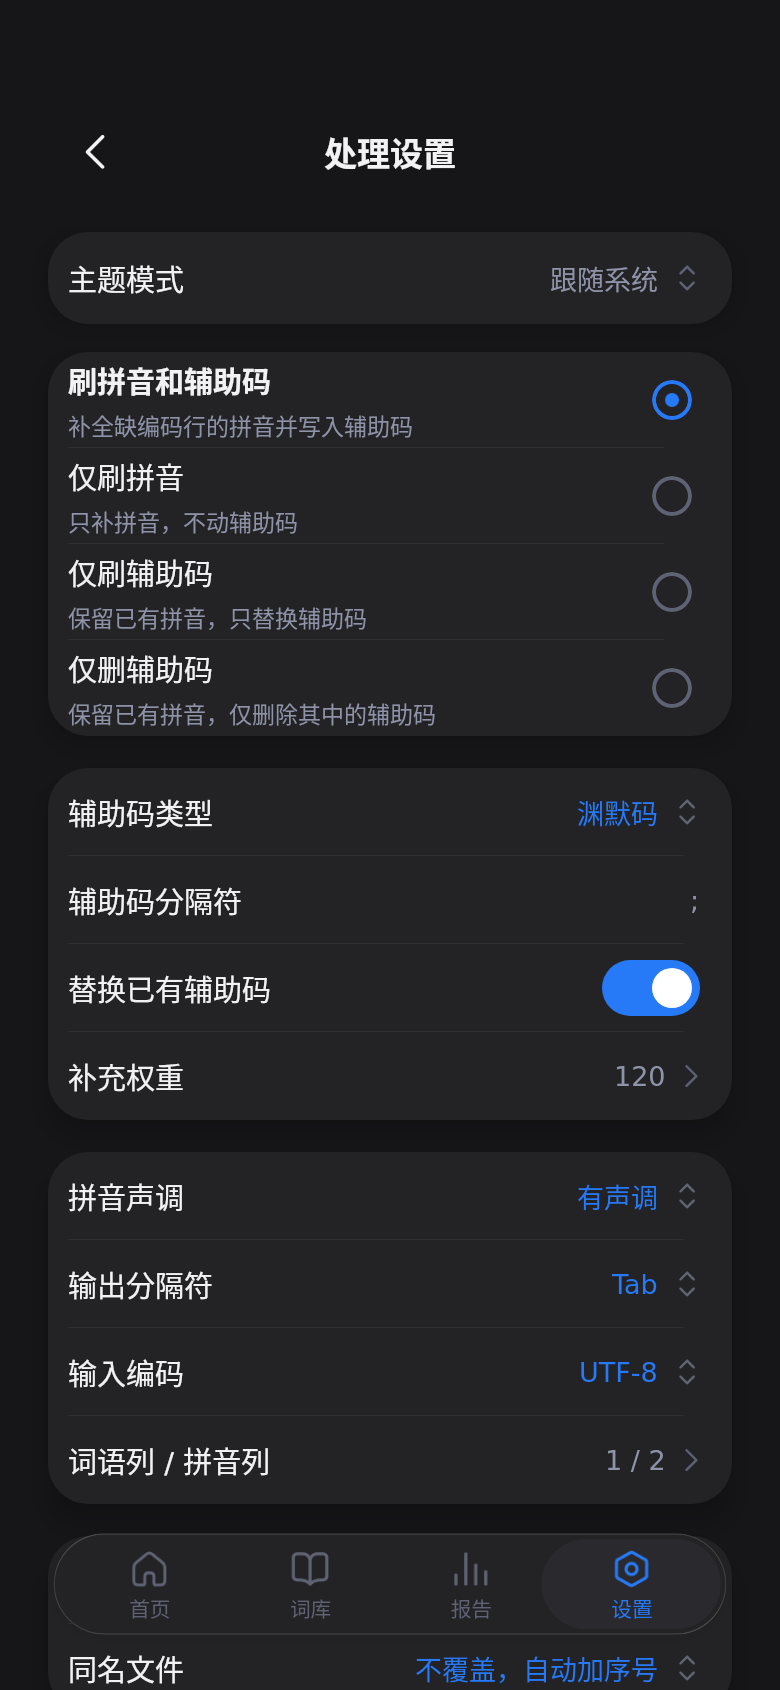 处理设置
主题模式 跟随系统
刷拼音和辅助码
补全缺编码行的拼音并写入辅助码
仅刷拼音
只补拼音，不动辅助码
仅刷辅助码
保留已有拼音，只替换辅助码
仅删辅助码
保留已有拼音，仅删除其中的辅助码
辅助码类型 渊默码
辅助码分隔符 ;
替换已有辅助码
补充权重 120
拼音声调 有声调
输出分隔符 Tab
输入编码 UTF-8
词语列 / 拼音列 1 / 2
首页 词库 报告 设置
同名文件 不覆盖，自动加序号